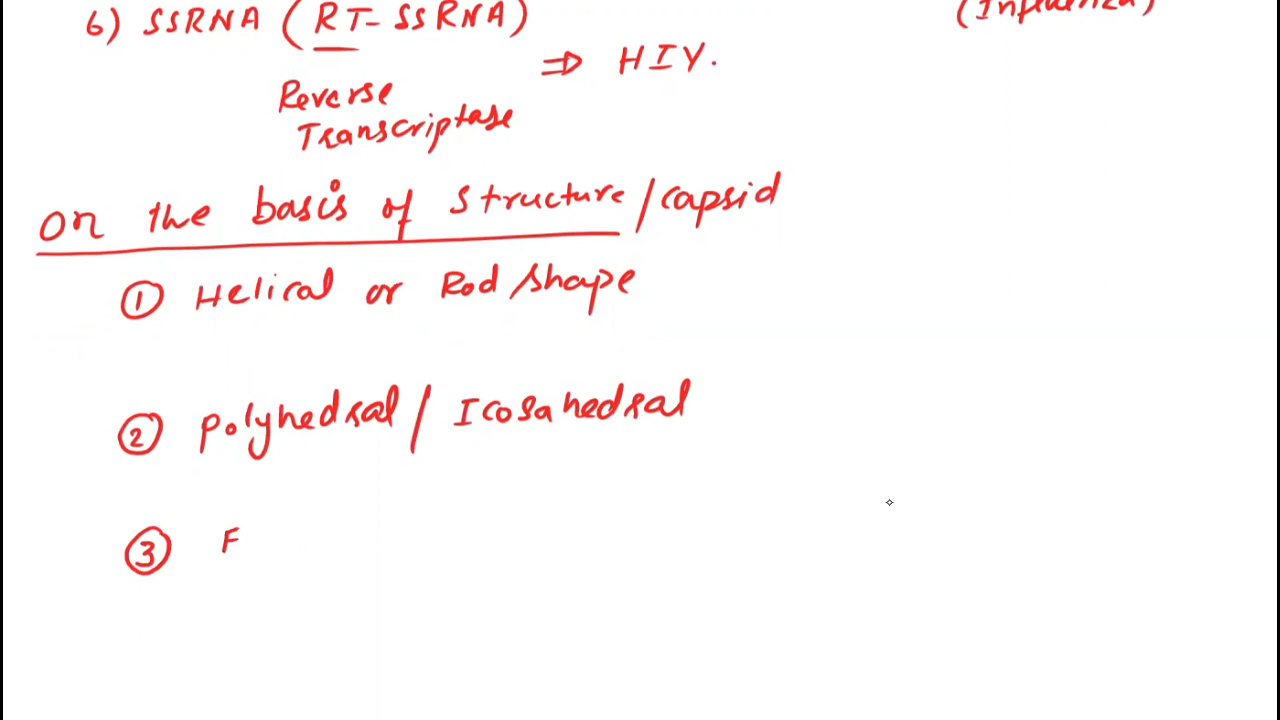 6) SSRNA (RT-SSRNA)
(Influenza)
⇒ HIV.
Reverse
Transcriptase
on the basis of structure/capsid
① Helical or Rod shape
② Polyhedral / Icosahedral
③ F